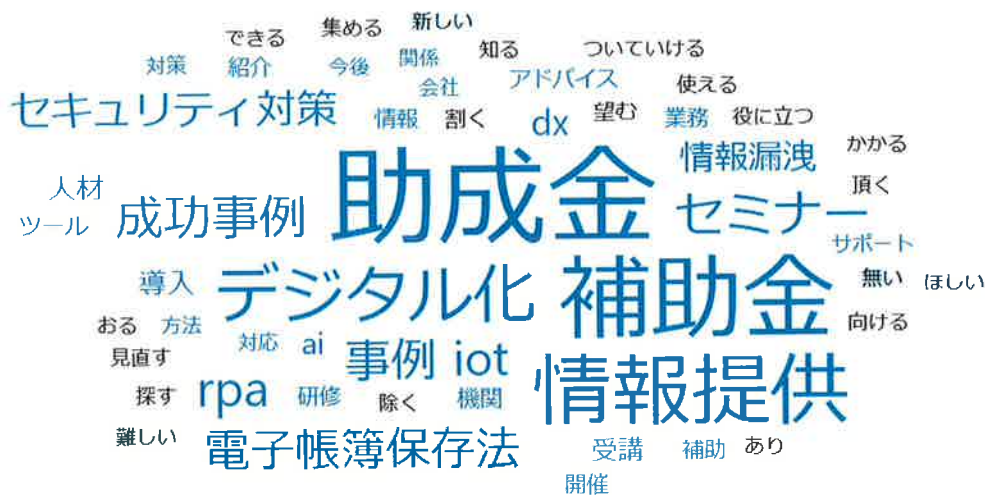 新しい
集める
できる
知る
ついていける
対策
紹介
今後
関係
会社
アドバイス
使える
セキュリティ対策
情報
割く
dx
望む
業務
役に立つ
助成金
情報漏洩
かかる
人材
頂く
ツール
成功事例
セミナー
サポート
導入
デジタル化
補助金
無い
ほしい
おる
方法
向ける
見直す
対応
ai
事例
iot
情報提供
探す
rpa
研修
除く
機関
難しい
電子帳簿保存法
受講
補助
あり
開催